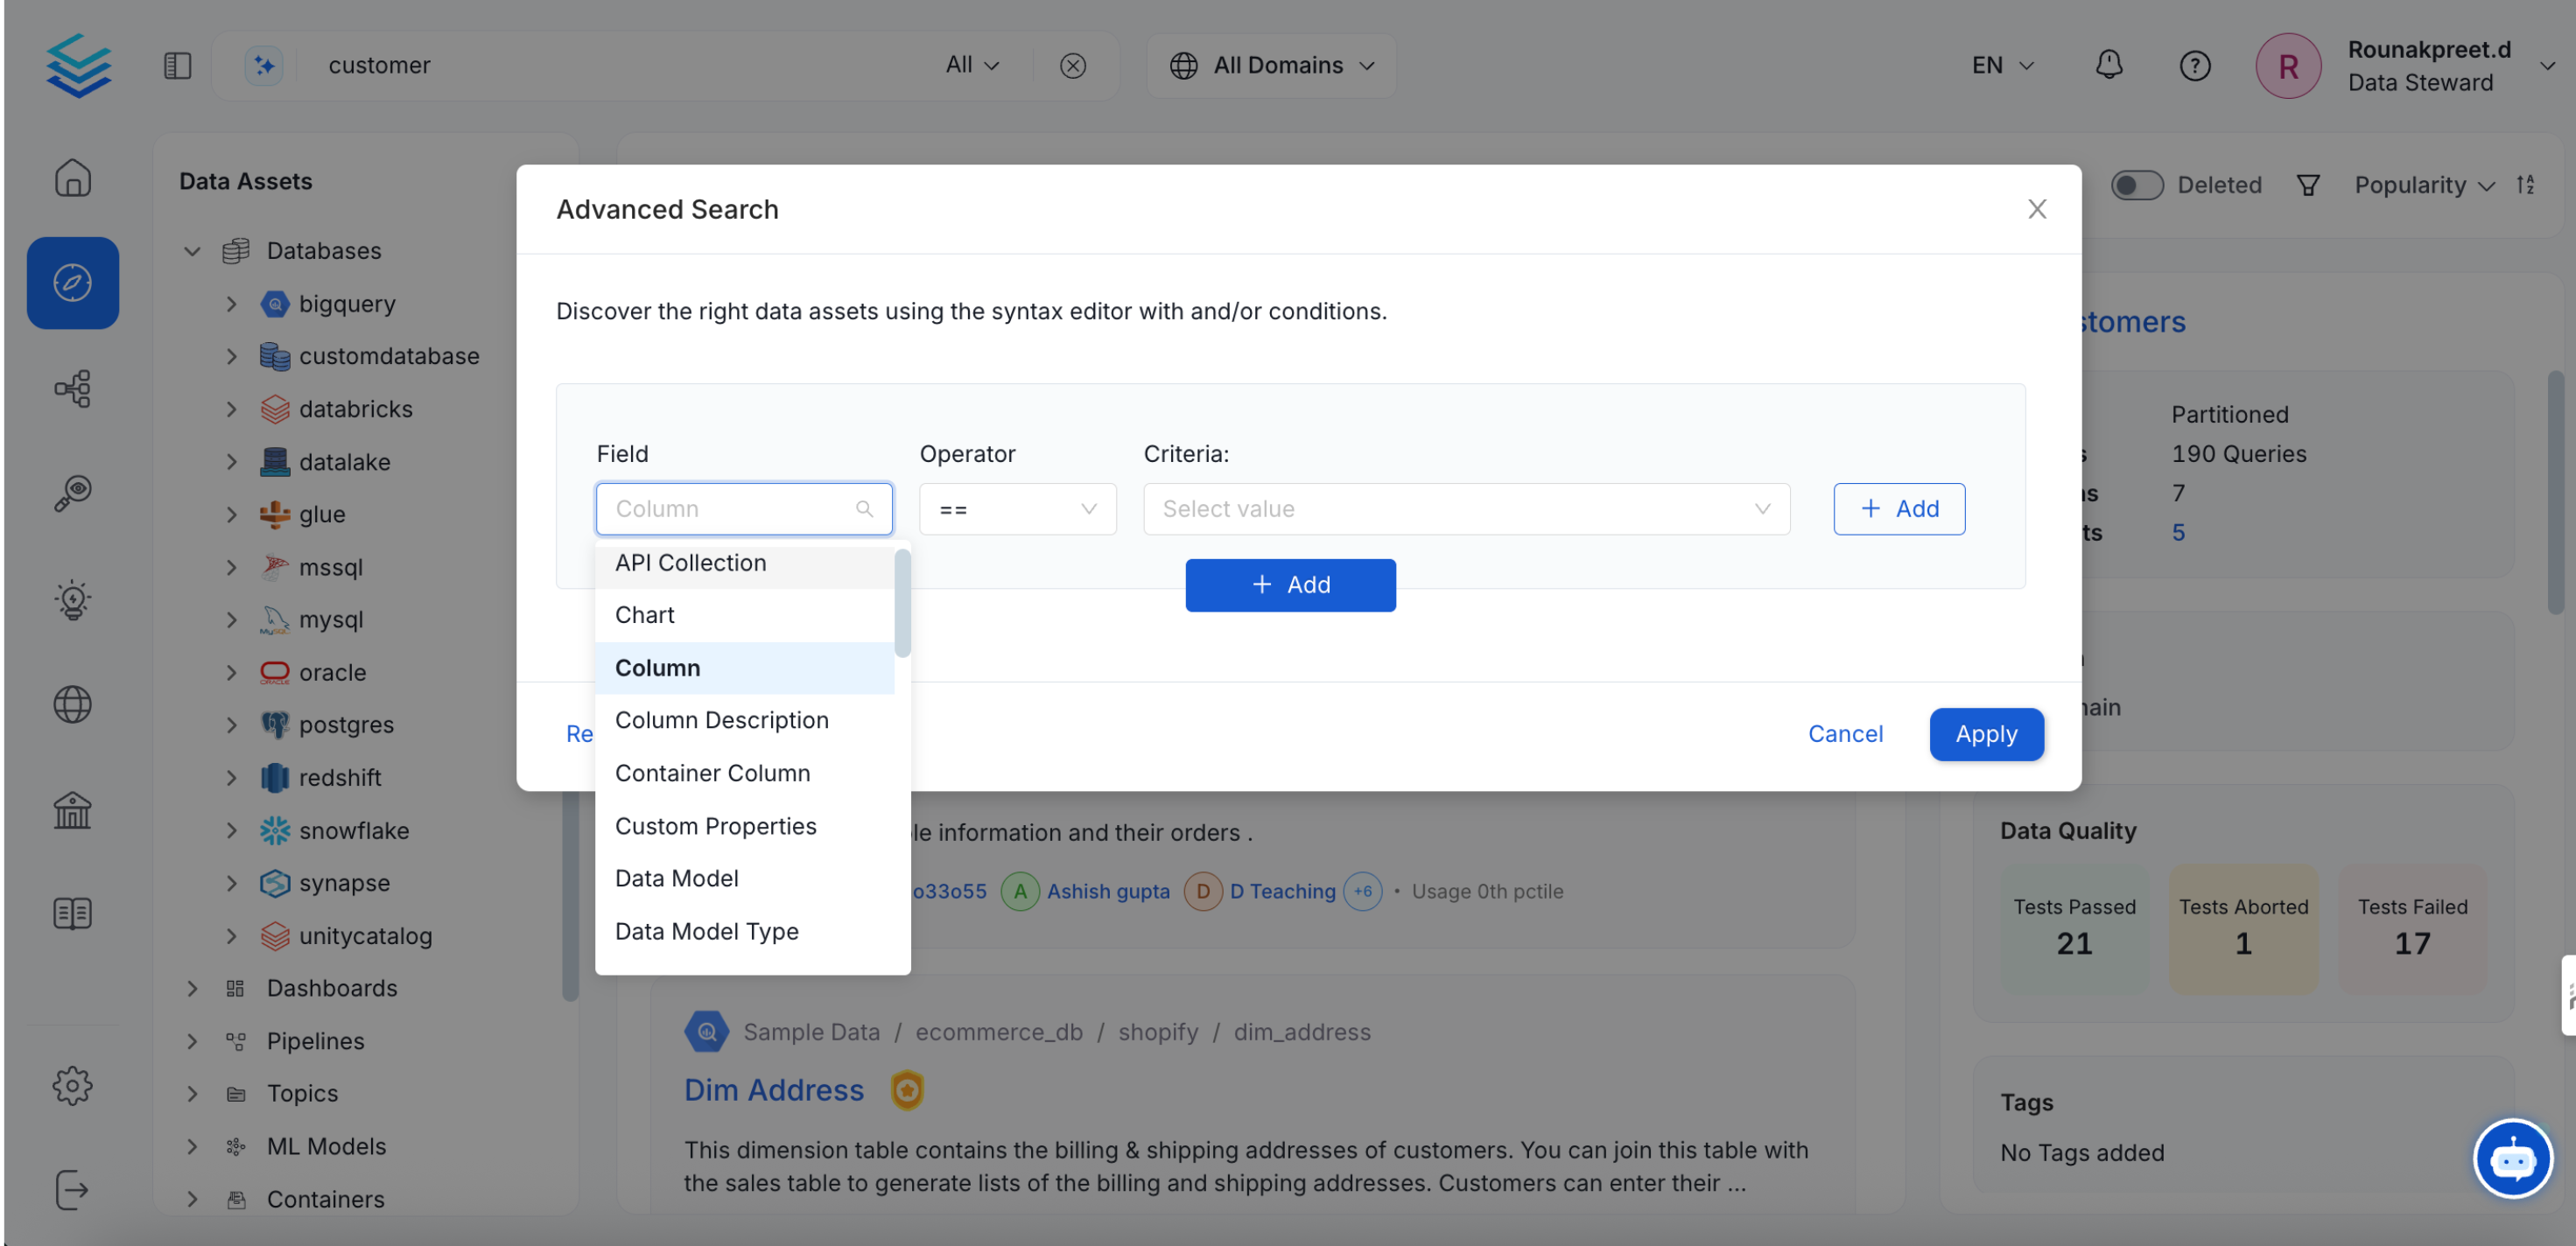 customer
All
All Domains
EN
R
Rounakpreet.d
Data Steward
Data Assets
Databases
bigquery
customdatabase
databricks
datalake
glue
mssql
mysql
oracle
postgres
redshift
snowflake
synapse
unitycatalog
Dashboards
Pipelines
Topics
ML Models
Containers
Deleted
Popularity
Advanced Search
Discover the right data assets using the syntax editor with and/or conditions.
Field
Operator
Criteria:
Column
==
Select value
+ Add
+ Add
API Collection
Chart
Column
Column Description
Container Column
Custom Properties
Data Model
Data Model Type
Re
Cancel
Apply
stomers
Partitioned
190 Queries
7
ts 5
le information and their orders .
o33o55 A Ashish gupta D D Teaching +6 • Usage 0th pctile
Sample Data / ecommerce_db / shopify / dim_address
Dim Address
This dimension table contains the billing & shipping addresses of customers. You can join this table with
the sales table to generate lists of the billing and shipping addresses. Customers can enter their ...
Data Quality
Tests Passed
21
Tests Aborted
1
Tests Failed
17
Tags
No Tags added